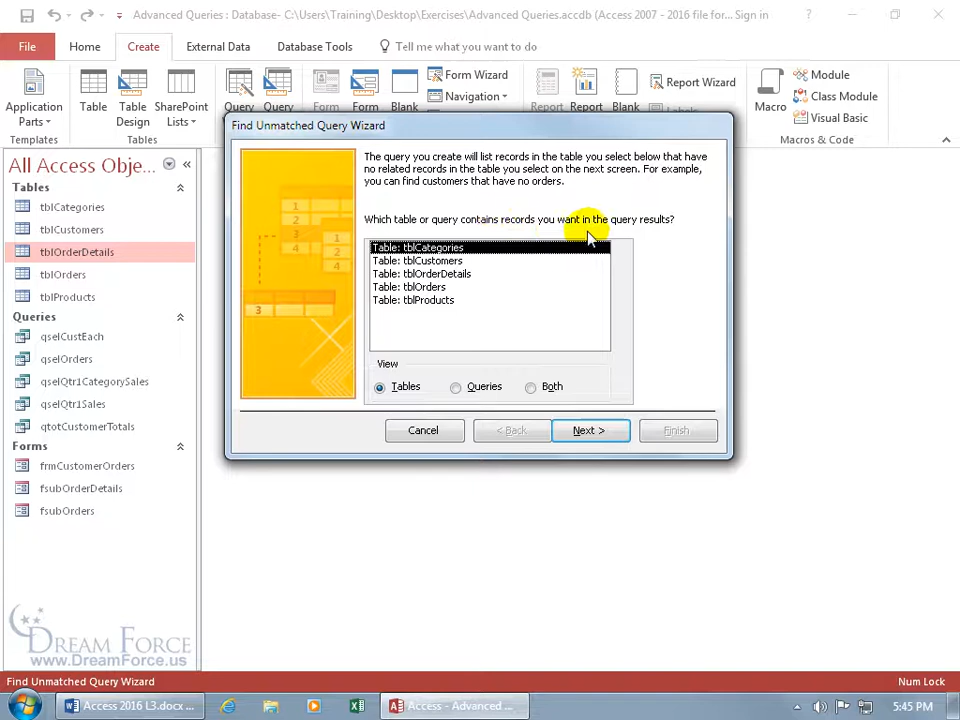 Advanced Queries : Database- C:\Users\Training\Desktop\Exercises\Advanced Queries.accdb (Access 2007 - 2016 file for... Sign in
File Home Create External Data Database Tools Tell me what you want to do
Application Parts Table Table Design SharePoint Lists Query Query Form Form Blank Form Wizard Navigation Report Report Blank Report Wizard Labels Macro Module Class Module Visual Basic
Templates Tables Macros & Code
All Access Obje...
Tables
tblCategories
tblCustomers
tblOrderDetails
tblOrders
tblProducts
Queries
qselCustEach
qselOrders
qselQtr1CategorySales
qselQtr1Sales
qtotCustomerTotals
Forms
frmCustomerOrders
fsubOrderDetails
fsubOrders
Find Unmatched Query Wizard
The query you create will list records in the table you select below that have
no related records in the table you select on the next screen. For example,
you can find customers that have no orders.
Which table or query contains records you want in the query results?
Table: tblCategories
Table: tblCustomers
Table: tblOrderDetails
Table: tblOrders
Table: tblProducts
View
Tables Queries Both
Cancel < Back Next > Finish
DREAM FORCE
www.DreamForce.us
Find Unmatched Query Wizard Num Lock
Access 2016 L3.docx ... Access - Advanced ... 5:45 PM